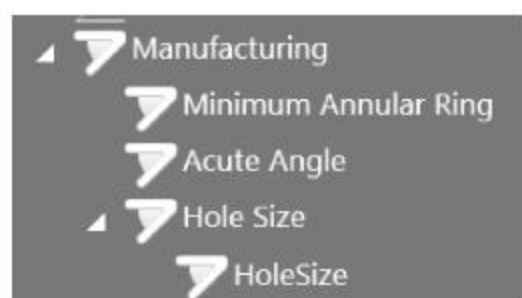 Manufacturing
Minimum Annular Ring
Acute Angle
Hole Size
HoleSize